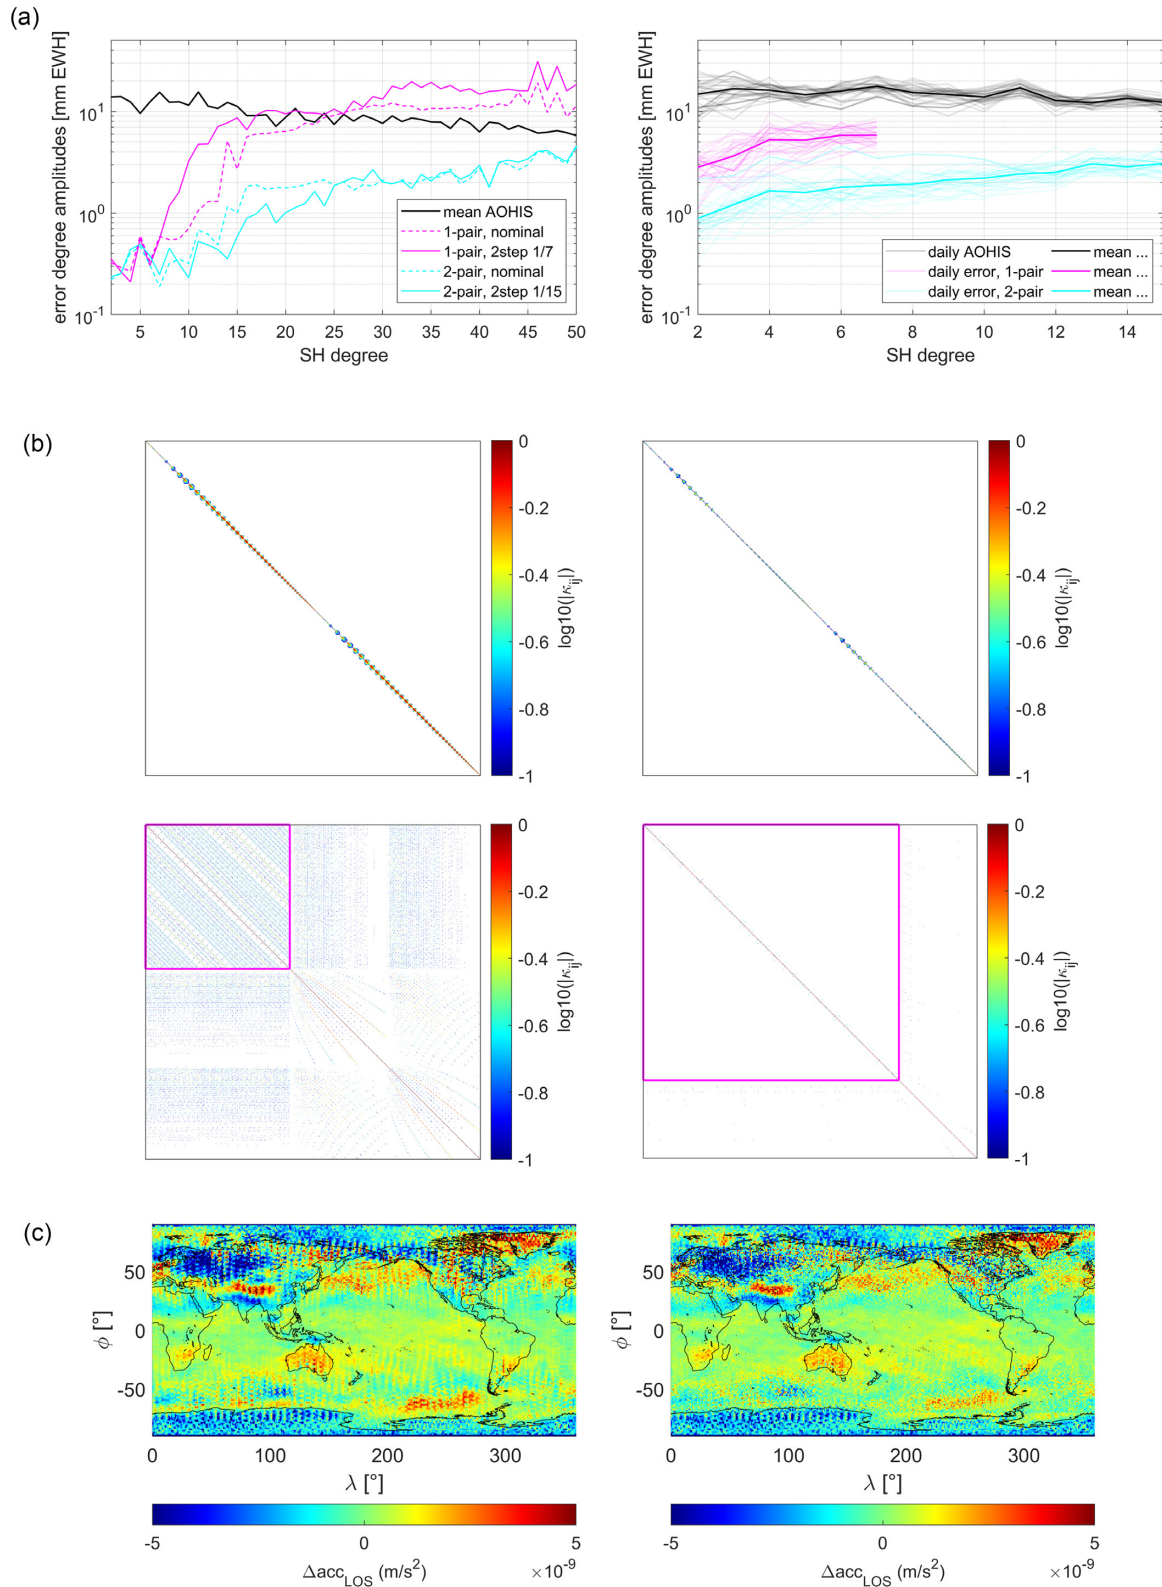 (a)
error degree amplitudes [mm EWH]
10^1
10^0
10^-1
5 10 15 20 25 30 35 40 45 50
SH degree
mean AOHIS
1-pair, nominal
1-pair, 2step 1/7
2-pair, nominal
2-pair, 2step 1/15
error degree amplitudes [mm EWH]
10^1
10^0
10^-1
2 4 6 8 10 12 14
SH degree
daily AOHIS mean ...
daily error, 1-pair mean ...
daily error, 2-pair mean ...
(b)
0
-0.2
-0.4
-0.6
-0.8
-1
log10(|κ_ij|)
0
-0.2
-0.4
-0.6
-0.8
-1
log10(|κ_ij|)
0
-0.2
-0.4
-0.6
-0.8
-1
log10(|κ_ij|)
0
-0.2
-0.4
-0.6
-0.8
-1
log10(|κ_ij|)
(c)
ϕ [°]
50
0
-50
0 100 200 300
λ [°]
-5 0 5
Δacc_LOS (m/s^2) ×10^-9
ϕ [°]
50
0
-50
0 100 200 300
λ [°]
-5 0 5
Δacc_LOS (m/s^2) ×10^-9